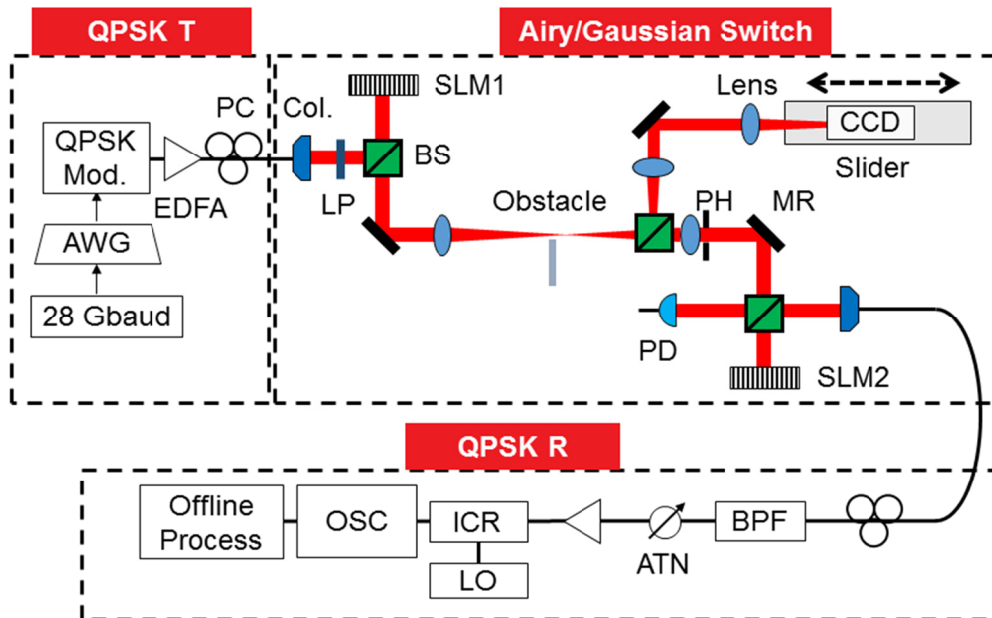 QPSK T
Airy/Gaussian Switch
PC
Col.
SLM1
Lens
CCD
QPSK
Mod.
BS
Slider
EDFA
LP
Obstacle
PH
MR
AWG
28 Gbaud
PD
SLM2
QPSK R
Offline
Process
OSC
ICR
BPF
ATN
LO